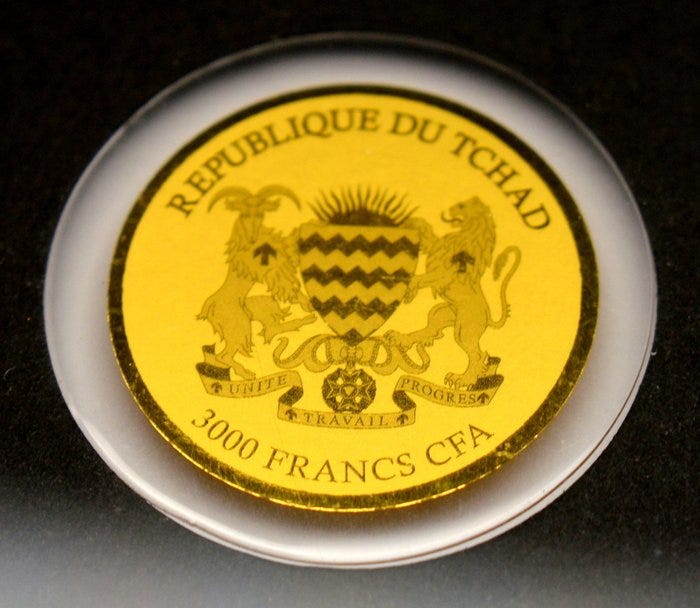 REPUBLIQUE DU TCHAD
UNITE TRAVAIL PROGRES
3000 FRANCS CFA